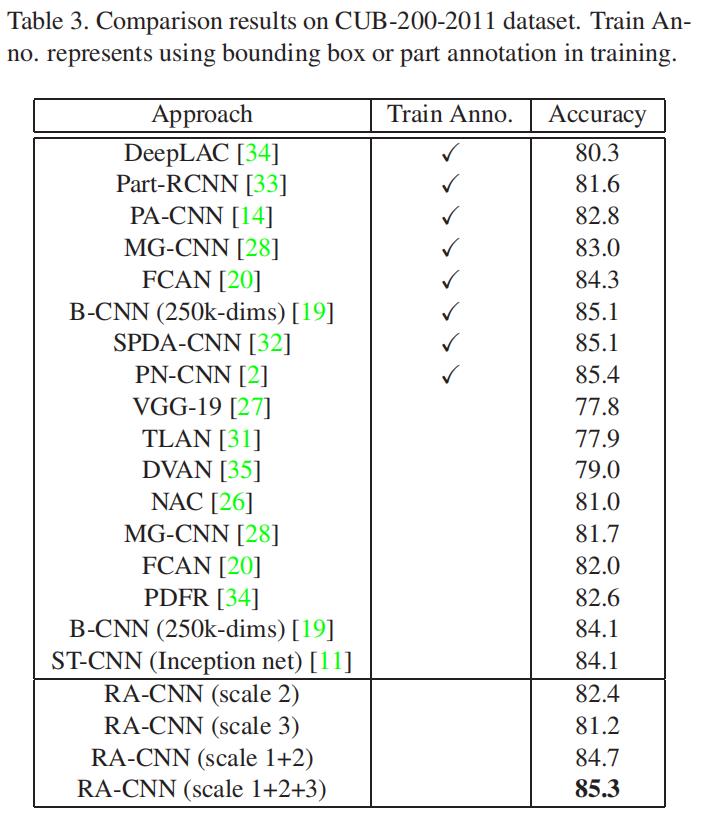 Table 3. Comparison results on CUB-200-2011 dataset. Train An-
no. represents using bounding box or part annotation in training.
Approach Train Anno. Accuracy
DeepLAC [34] ✓ 80.3
Part-RCNN [33] ✓ 81.6
PA-CNN [14] ✓ 82.8
MG-CNN [28] ✓ 83.0
FCAN [20] ✓ 84.3
B-CNN (250k-dims) [19] ✓ 85.1
SPDA-CNN [32] ✓ 85.1
PN-CNN [2] ✓ 85.4
VGG-19 [27] 77.8
TLAN [31] 77.9
DVAN [35] 79.0
NAC [26] 81.0
MG-CNN [28] 81.7
FCAN [20] 82.0
PDFR [34] 82.6
B-CNN (250k-dims) [19] 84.1
ST-CNN (Inception net) [11] 84.1
RA-CNN (scale 2) 82.4
RA-CNN (scale 3) 81.2
RA-CNN (scale 1+2) 84.7
RA-CNN (scale 1+2+3) 85.3